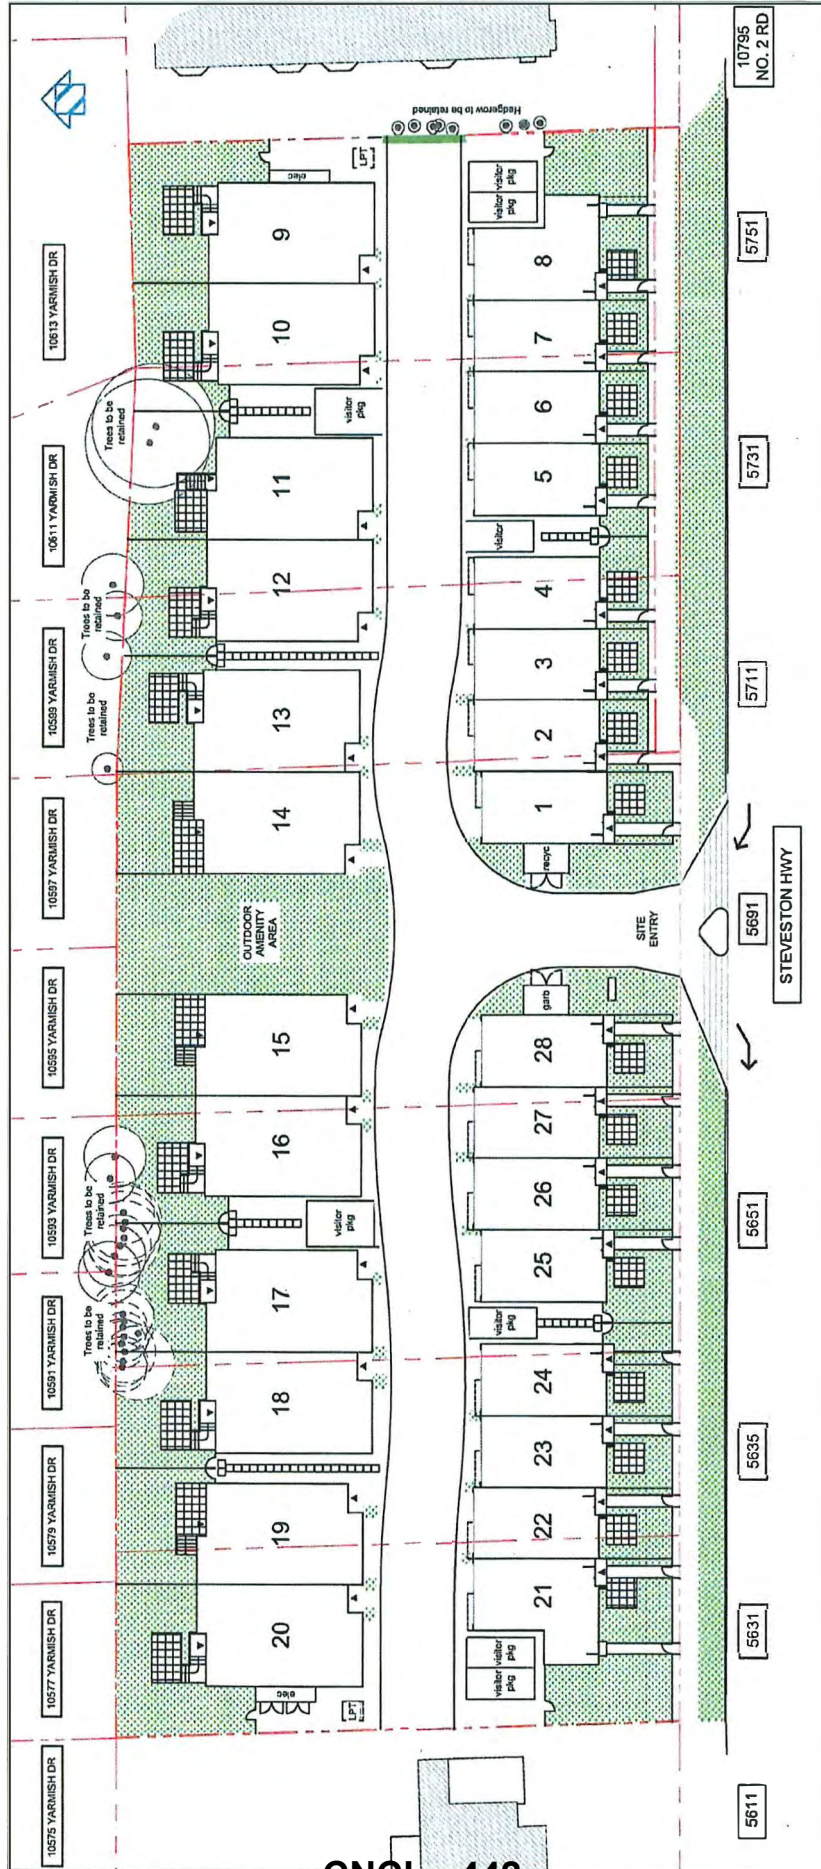 10575 YARMISH DR
10577 YARMISH DR
10579 YARMISH DR
10591 YARMISH DR
10593 YARMISH DR
10595 YARMISH DR
10597 YARMISH DR
10599 YARMISH DR
10611 YARMISH DR
10613 YARMISH DR
Trees to be
retained
Trees to be
retained
Trees to be
retained
Trees to be
retained
Trees to be
retained
20
19
18
17
16
15
14
13
12
11
10
9
elec
LPT
visitor
pkg
OUTDOOR
AMENITY
AREA
visitor
pkg
elec
LPT
Hedgerow to be retained
visitor
pkg
visitor
pkg
21
22
23
24
visitor
pkg
25
26
27
28
garb
SITE
ENTRY
recyc
1
2
3
4
visitor
5
6
7
8
visitor
pkg
visitor
pkg
5611
5631
5635
5651
5691
5711
5731
5751
10795
NO. 2 RD
STEVESTON HWY